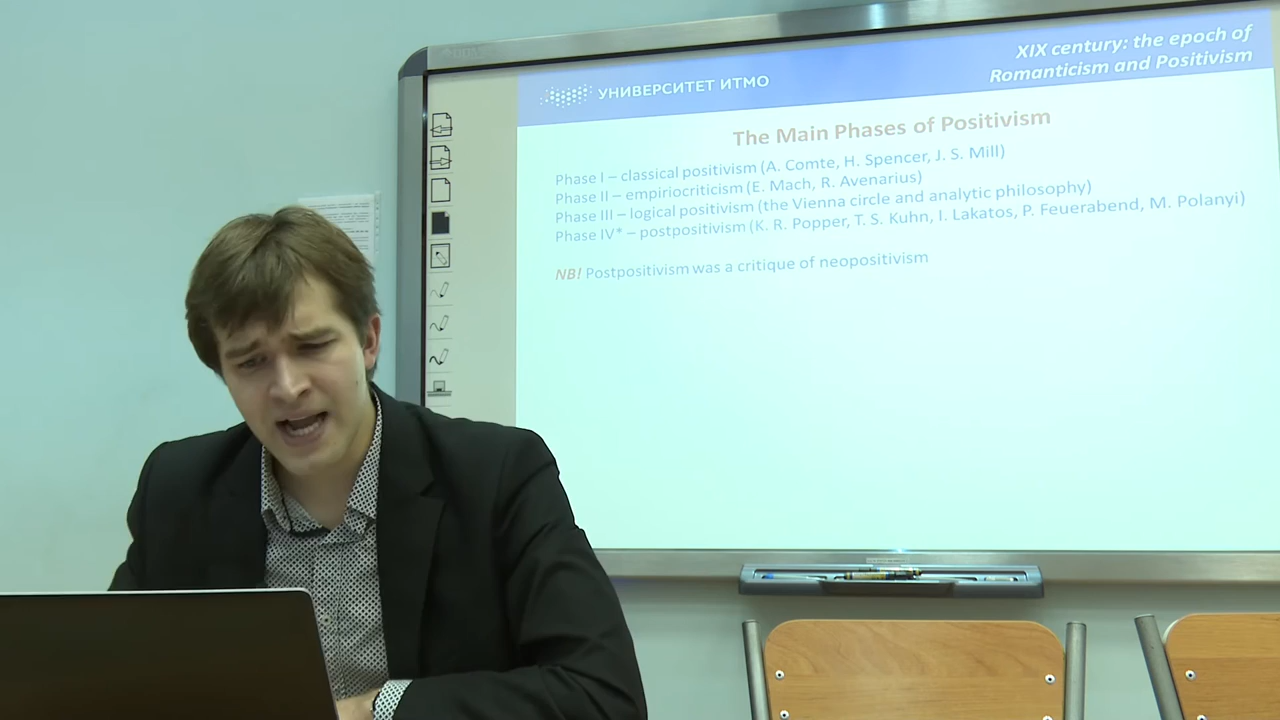 XIX century: the epoch of
Romanticism and Positivism
УНИВЕРСИТЕТ ИТМО
The Main Phases of Positivism
Phase I – classical positivism (A. Comte, H. Spencer, J. S. Mill)
Phase II – empiriocriticism (E. Mach, R. Avenarius)
Phase III – logical positivism (the Vienna circle and analytic philosophy)
Phase IV* – postpositivism (K. R. Popper, T. S. Kuhn, I. Lakatos, P. Feuerabend, M. Polanyi)
NB! Postpositivism was a critique of neopositivism